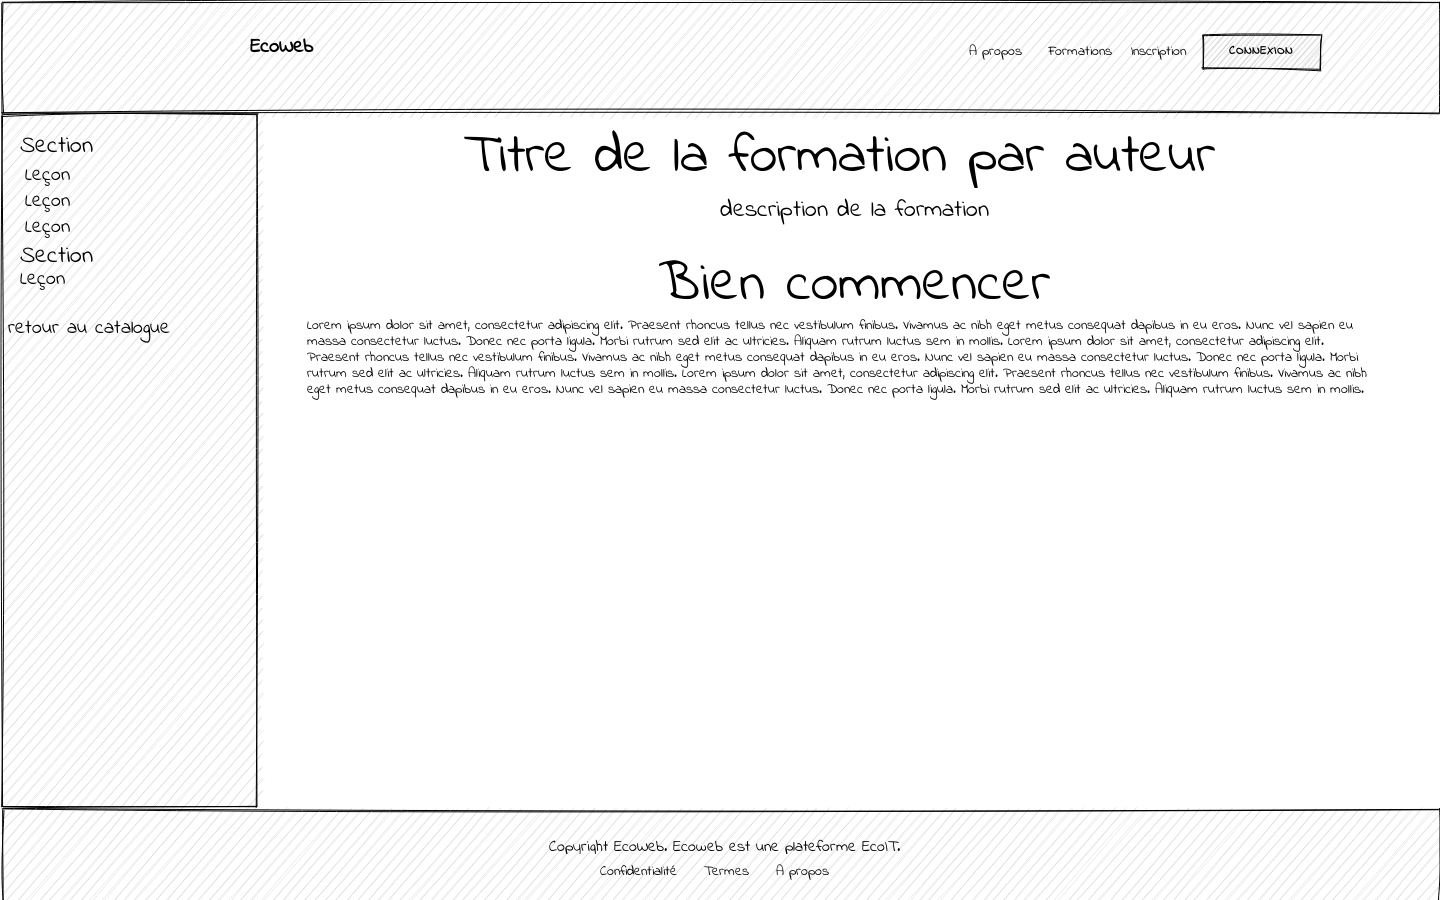 Ecoweb
À propos Formations Inscription CONNEXION
Section
Leçon
Leçon
Leçon
Section
Leçon
retour au catalogue
Titre de la formation par auteur
description de la formation
Bien commencer
Lorem ipsum dolor sit amet, consectetur adipiscing elit. Praesent rhoncus tellus nec vestibulum finibus. Vivamus ac nibh eget metus consequat dapibus in eu eros. Nunc vel sapien eu
massa consectetur luctus. Donec nec porta ligula. Morbi rutrum sed elit ac ultricies. Aliquam rutrum luctus sem in mollis. Lorem ipsum dolor sit amet, consectetur adipiscing elit.
Praesent rhoncus tellus nec vestibulum finibus. Vivamus ac nibh eget metus consequat dapibus in eu eros. Nunc vel sapien eu massa consectetur luctus. Donec nec porta ligula. Morbi
rutrum sed elit ac ultricies. Aliquam rutrum luctus sem in mollis. Lorem ipsum dolor sit amet, consectetur adipiscing elit. Praesent rhoncus tellus nec vestibulum finibus. Vivamus ac nibh
eget metus consequat dapibus in eu eros. Nunc vel sapien eu massa consectetur luctus. Donec nec porta ligula. Morbi rutrum sed elit ac ultricies. Aliquam rutrum luctus sem in mollis.
Copyright Ecoweb. Ecoweb est une plateforme EcoIT.
Confidentialité Termes À propos